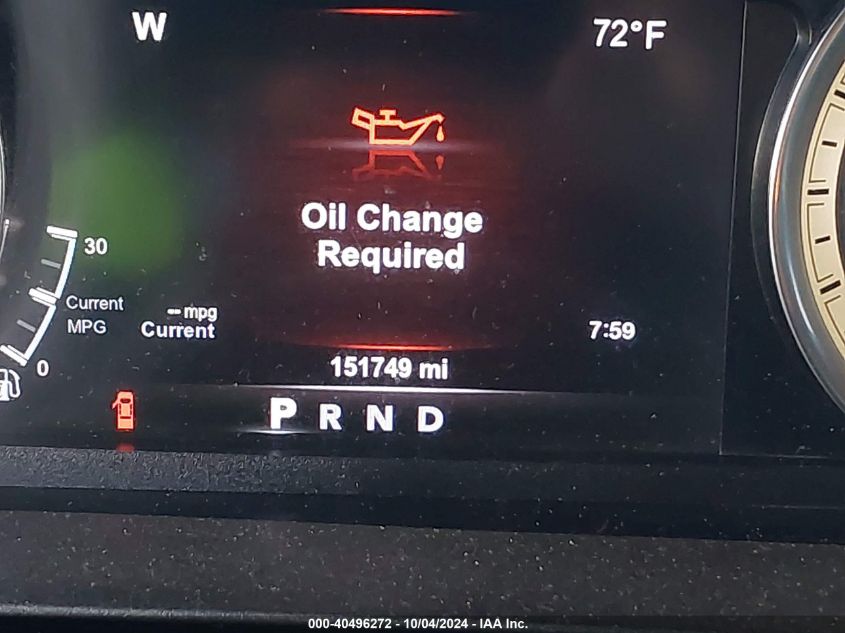 W
72°F
Oil Change
Required
30
Current
MPG
-- mpg
Current
7:59
0
151749 mi
P R N D
000-40496272 - 10/04/2024 - IAA Inc.